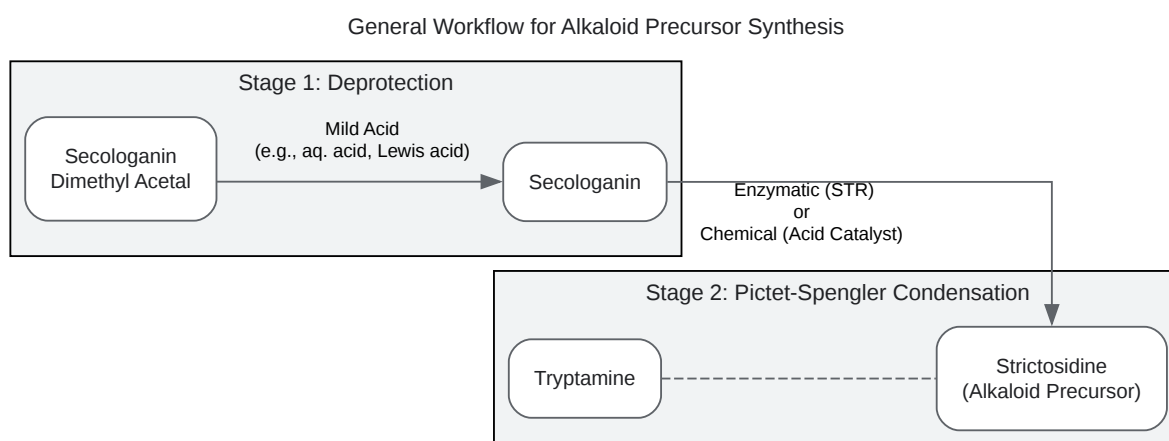 General Workflow for Alkaloid Precursor Synthesis
Stage 1: Deprotection
Secologanin
Dimethyl Acetal
Mild Acid
(e.g., aq. acid, Lewis acid)
Secologanin
Enzymatic (STR)
or
Chemical (Acid Catalyst)
Stage 2: Pictet-Spengler Condensation
Tryptamine
Strictosidine
(Alkaloid Precursor)